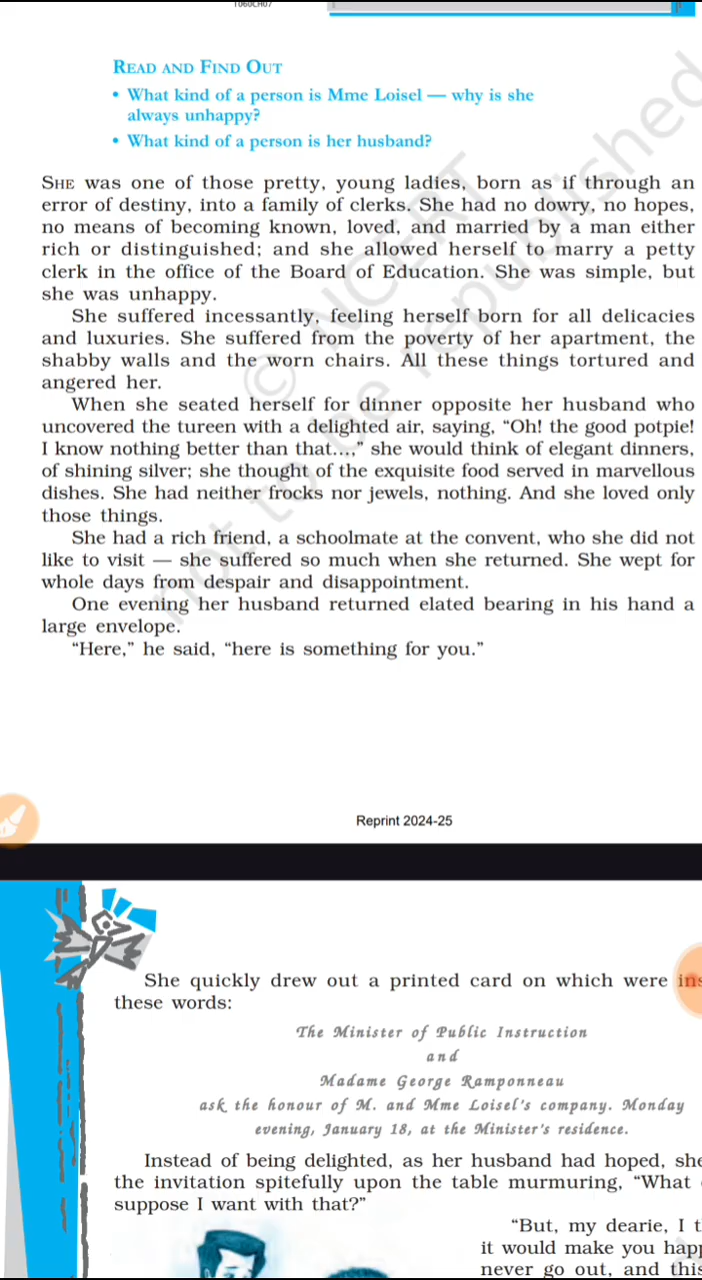 1060CH07
READ AND FIND OUT
• What kind of a person is Mme Loisel — why is she
always unhappy?
• What kind of a person is her husband?
SHE was one of those pretty, young ladies, born as if through an
error of destiny, into a family of clerks. She had no dowry, no hopes,
no means of becoming known, loved, and married by a man either
rich or distinguished; and she allowed herself to marry a petty
clerk in the office of the Board of Education. She was simple, but
she was unhappy.
She suffered incessantly, feeling herself born for all delicacies
and luxuries. She suffered from the poverty of her apartment, the
shabby walls and the worn chairs. All these things tortured and
angered her.
When she seated herself for dinner opposite her husband who
uncovered the tureen with a delighted air, saying, “Oh! the good potpie!
I know nothing better than that...,” she would think of elegant dinners,
of shining silver; she thought of the exquisite food served in marvellous
dishes. She had neither frocks nor jewels, nothing. And she loved only
those things.
She had a rich friend, a schoolmate at the convent, who she did not
like to visit — she suffered so much when she returned. She wept for
whole days from despair and disappointment.
One evening her husband returned elated bearing in his hand a
large envelope.
“Here,” he said, “here is something for you.”
© NCERT
not to be republished
Reprint 2024-25
She quickly drew out a printed card on which were ins
these words:
The Minister of Public Instruction
and
Madame George Ramponneau
ask the honour of M. and Mme Loisel's company. Monday
evening, January 18, at the Minister's residence.
Instead of being delighted, as her husband had hoped, she
the invitation spitefully upon the table murmuring, “What
suppose I want with that?”
“But, my dearie, I t
it would make you happ
never go out, and this